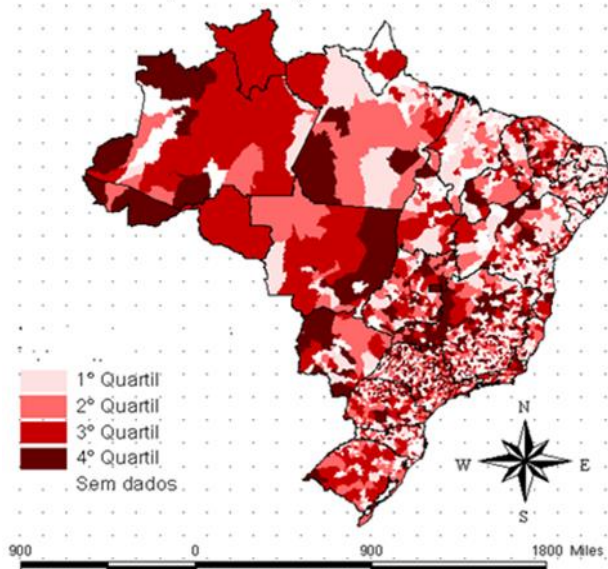 1º Quartil
2º Quartil
3º Quartil
4º Quartil
Sem dados
N
W E
S
900 0 900 1800 Miles